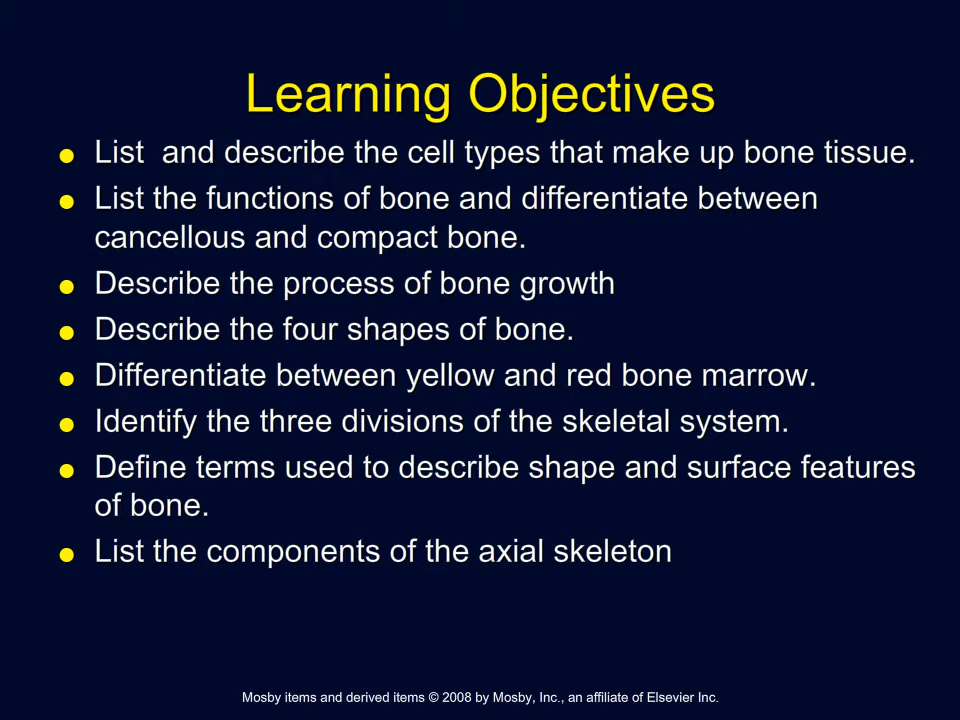 Learning Objectives
● List  and describe the cell types that make up bone tissue.
● List the functions of bone and differentiate between
cancellous and compact bone.
● Describe the process of bone growth
● Describe the four shapes of bone.
● Differentiate between yellow and red bone marrow.
● Identify the three divisions of the skeletal system.
● Define terms used to describe shape and surface features
of bone.
● List the components of the axial skeleton
Mosby items and derived items © 2008 by Mosby, Inc., an affiliate of Elsevier Inc.